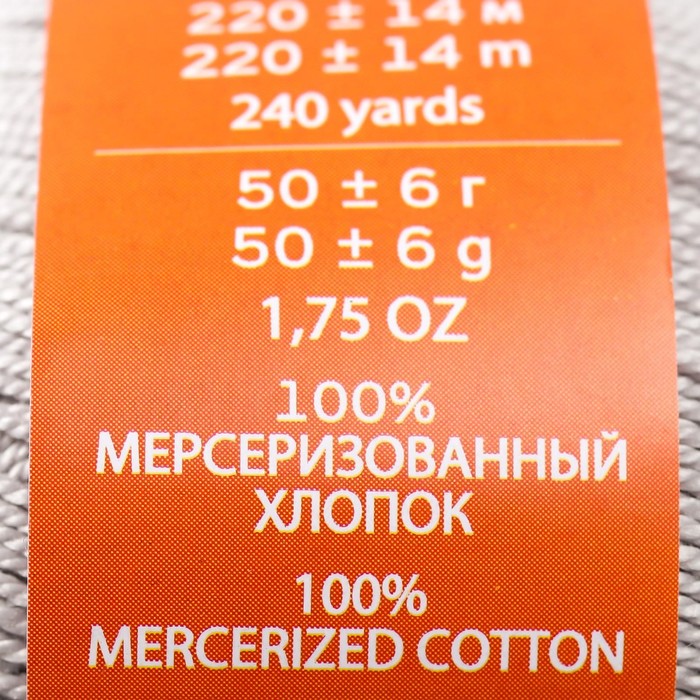 220 ± 14 м
220 ± 14 m
240 yards
50 ± 6 г
50 ± 6 g
1,75 OZ
100%
МЕРСЕРИЗОВАННЫЙ
ХЛОПОК
100%
MERCERIZED COTTON